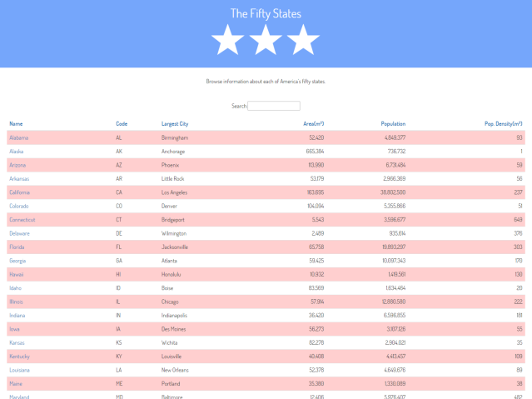 The Fifty States
Browse information about each of America's fifty states.
Search:
Name Code Largest City Area(mi²) Population Pop. Density(mi²)
Alabama AL Birmingham 52,420 4,849,377 93
Alaska AK Anchorage 665,384 736,732 1
Arizona AZ Phoenix 113,990 6,731,484 59
Arkansas AR Little Rock 53,179 2,966,369 56
California CA Los Angeles 163,695 38,802,500 237
Colorado CO Denver 104,094 5,355,866 51
Connecticut CT Bridgeport 5,543 3,596,677 649
Delaware DE Wilmington 2,489 935,614 376
Florida FL Jacksonville 65,758 19,893,297 303
Georgia GA Atlanta 59,425 10,097,343 170
Hawaii HI Honolulu 10,932 1,419,561 130
Idaho ID Boise 83,569 1,634,464 20
Illinois IL Chicago 57,914 12,880,580 222
Indiana IN Indianapolis 36,420 6,596,855 181
Iowa IA Des Moines 56,273 3,107,126 55
Kansas KS Wichita 82,278 2,904,021 35
Kentucky KY Louisville 40,408 4,413,457 109
Louisiana LA New Orleans 52,378 4,649,676 89
Maine ME Portland 35,380 1,330,089 38
Maryland MD Baltimore